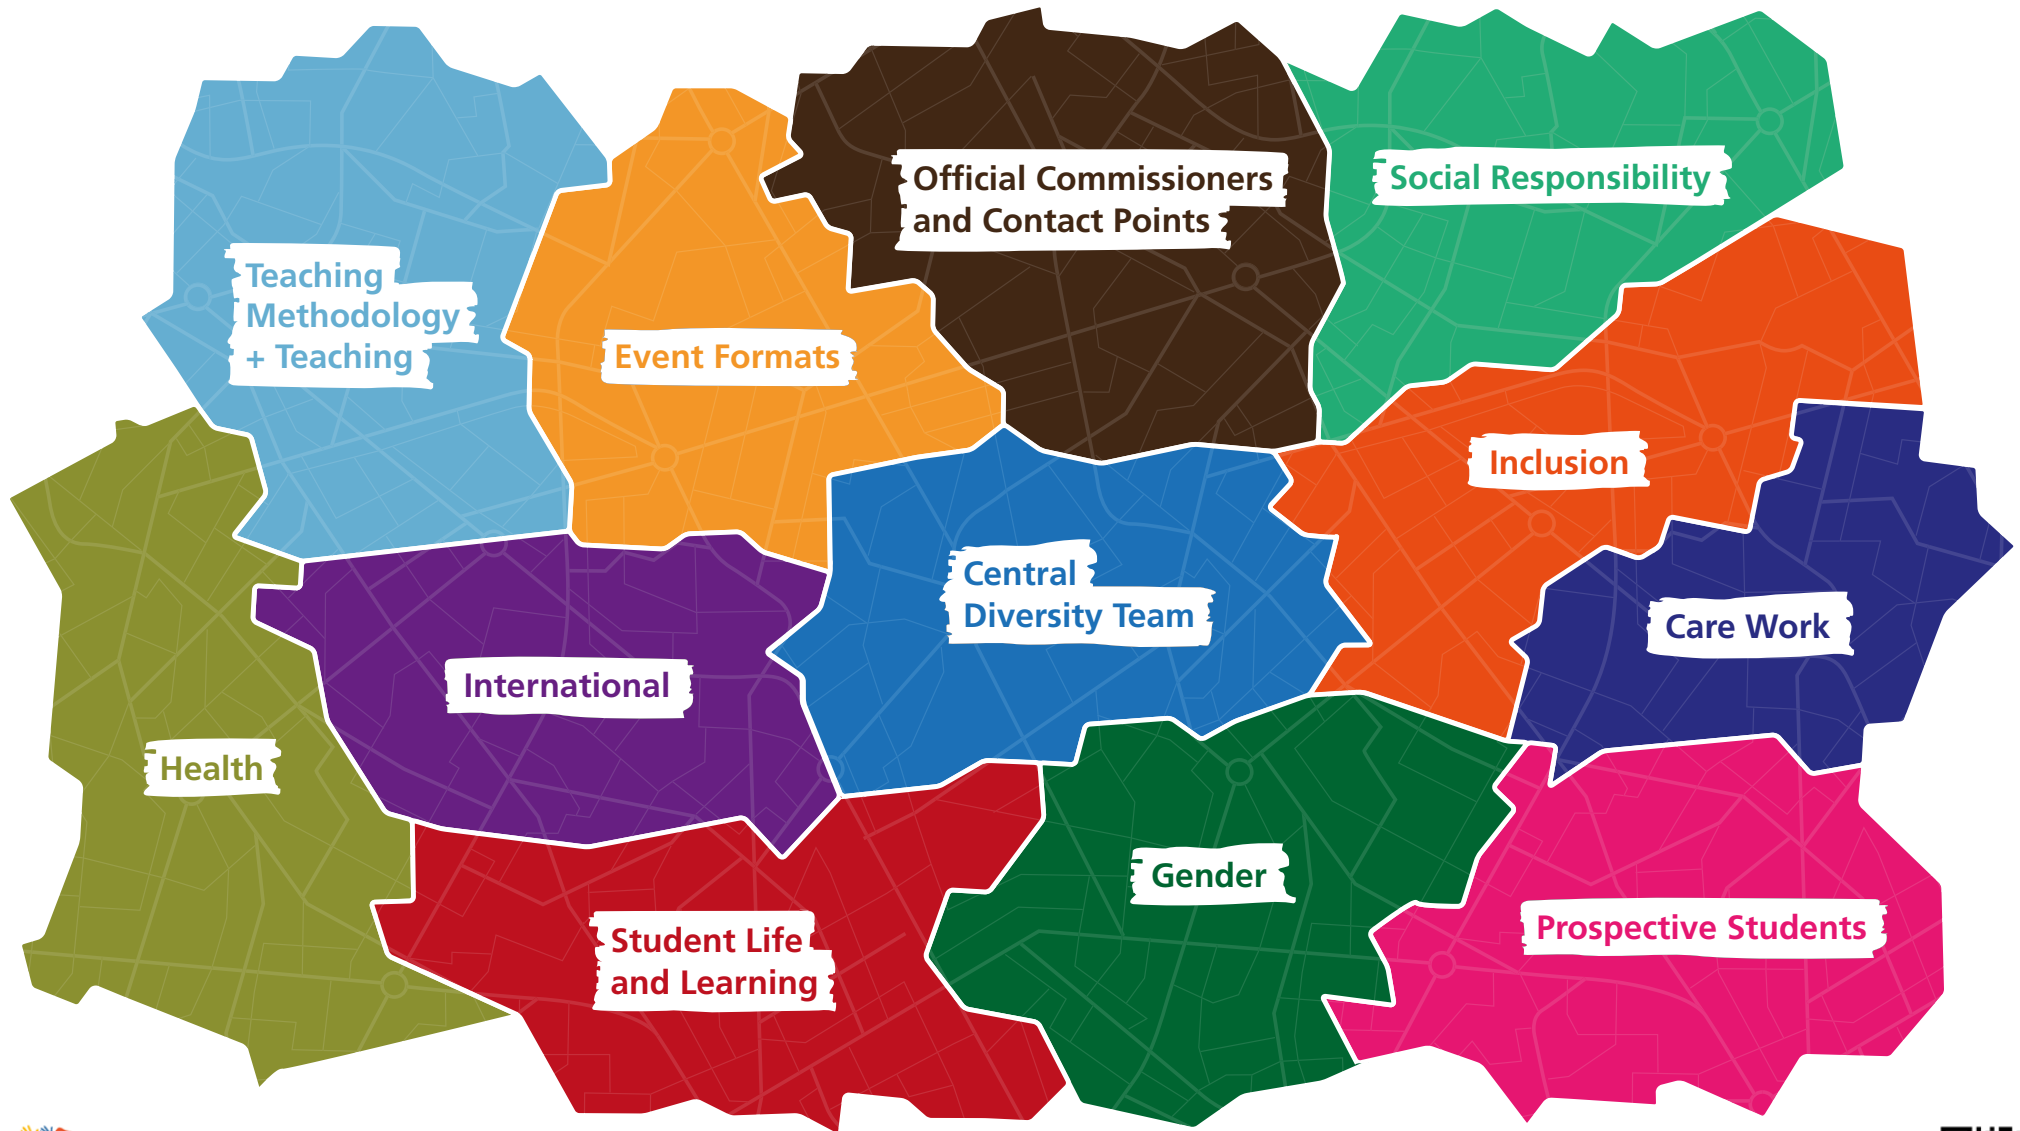 Official Commissioners
and Contact Points
Social Responsibility
Teaching
Methodology
+ Teaching
Event Formats
Inclusion
Central
Diversity Team
Care Work
International
Health
Gender
Student Life
and Learning
Prospective Students